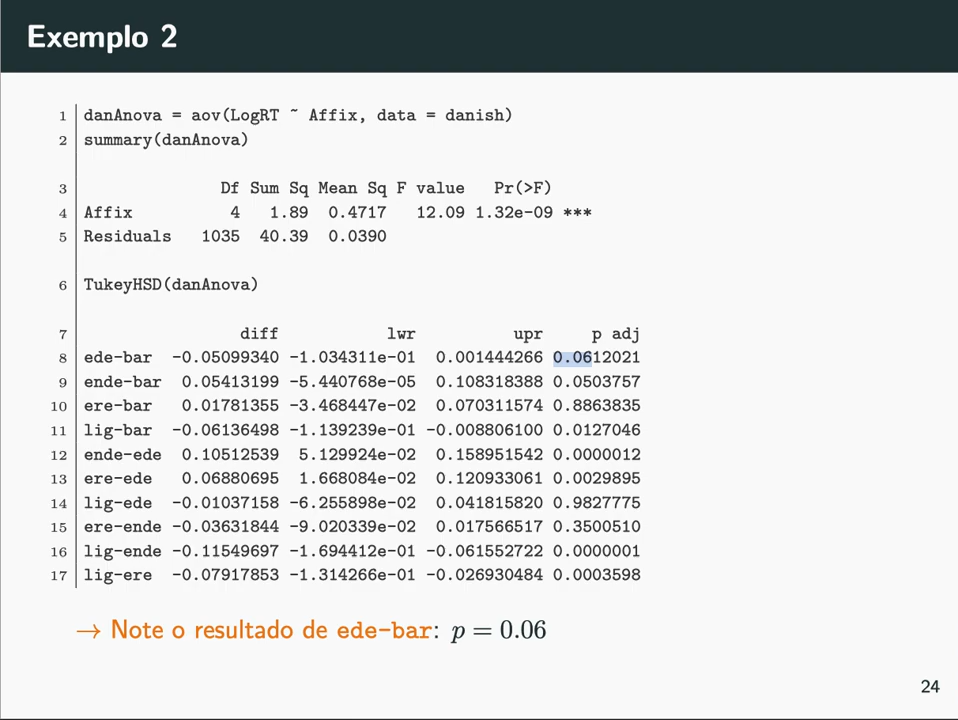 Exemplo 2
1 danAnova = aov(LogRT ~ Affix, data = danish)
2 summary(danAnova)
3 Df Sum Sq Mean Sq F value Pr(>F)
4 Affix 4 1.89 0.4717 12.09 1.32e-09 ***
5 Residuals 1035 40.39 0.0390
6 TukeyHSD(danAnova)
7 diff lwr upr p adj
8 ede-bar -0.05099340 -1.034311e-01 0.001444266 0.0612021
9 ende-bar 0.05413199 -5.440768e-05 0.108318388 0.0503757
10 ere-bar 0.01781355 -3.468447e-02 0.070311574 0.8863835
11 lig-bar -0.06136498 -1.139239e-01 -0.008806100 0.0127046
12 ende-ede 0.10512539 5.129924e-02 0.158951542 0.0000012
13 ere-ede 0.06880695 1.668084e-02 0.120933061 0.0029895
14 lig-ede -0.01037158 -6.255898e-02 0.041815820 0.9827775
15 ere-ende -0.03631844 -9.020339e-02 0.017566517 0.3500510
16 lig-ende -0.11549697 -1.694412e-01 -0.061552722 0.0000001
17 lig-ere -0.07917853 -1.314266e-01 -0.026930484 0.0003598
→ Note o resultado de ede-bar: p = 0.06
24